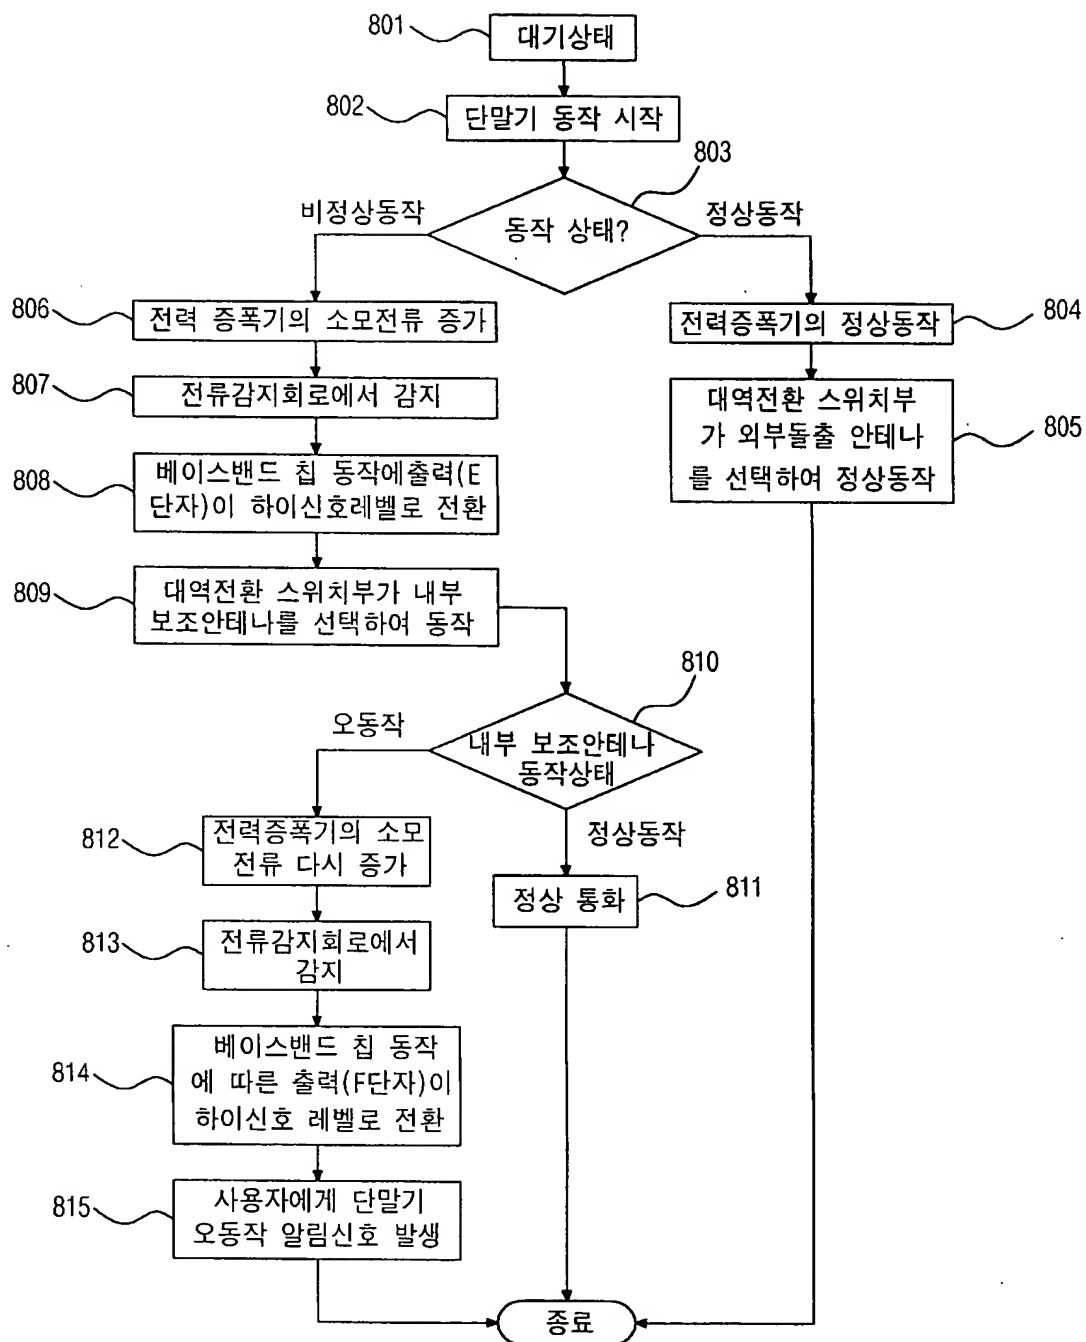 801
대기상태
802
단말기 동작 시작
803
비정상동작
동작 상태?
정상동작
806
전력 증폭기의 소모전류 증가
전력증폭기의 정상동작
804
807
전류감지회로에서 감지
대역전환 스위치부
가 외부돌출 안테나
를 선택하여 정상동작
805
808
베이스밴드 칩 동작에출력(E
단자)이 하이신호레벨로 전환
809
대역전환 스위치부가 내부
보조안테나를 선택하여 동작
810
오동작
내부 보조안테나
동작상태
812
전력증폭기의 소모
전류 다시 증가
정상동작
정상 통화
811
813
전류감지회로에서
감지
814
베이스밴드 칩 동작
에 따른 출력(F단자)이
하이신호 레벨로 전환
815
사용자에게 단말기
오동작 알림신호 발생
종료